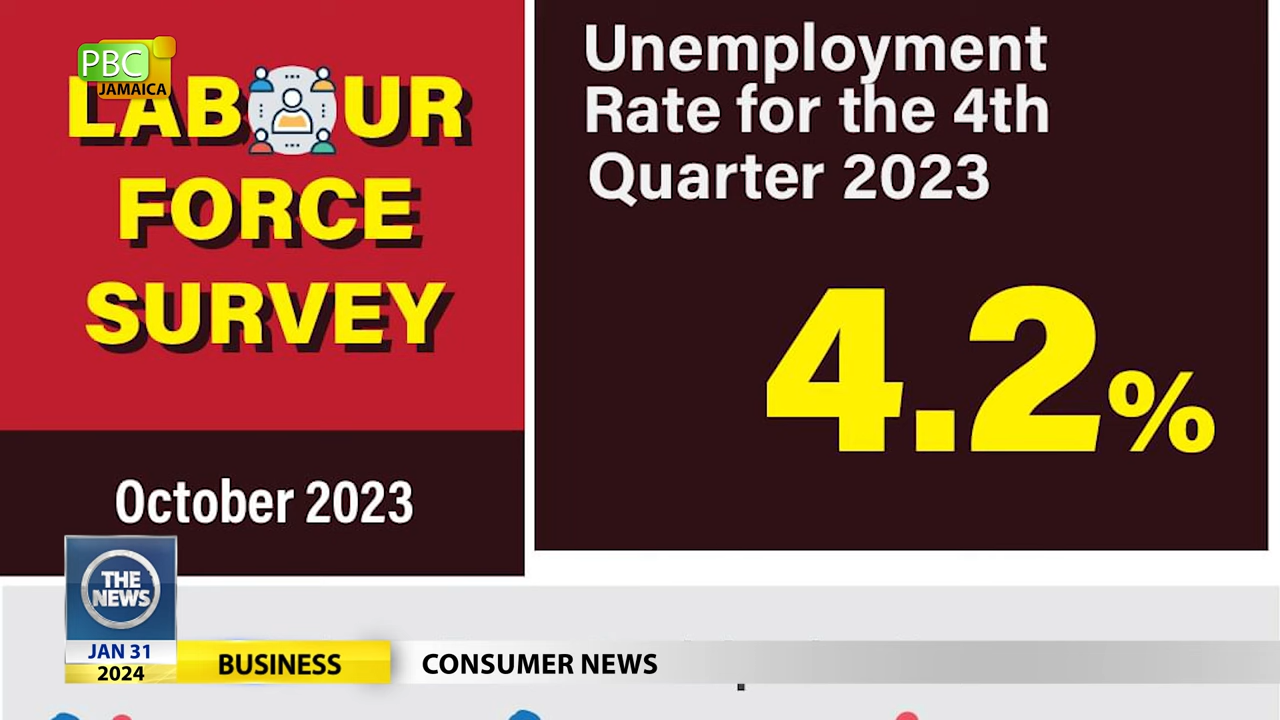 PBC
JAMAICA
LABOUR
FORCE
SURVEY
October 2023
Unemployment
Rate for the 4th
Quarter 2023
4.2%
THE
NEWS
JAN 31
2024
BUSINESS
CONSUMER NEWS